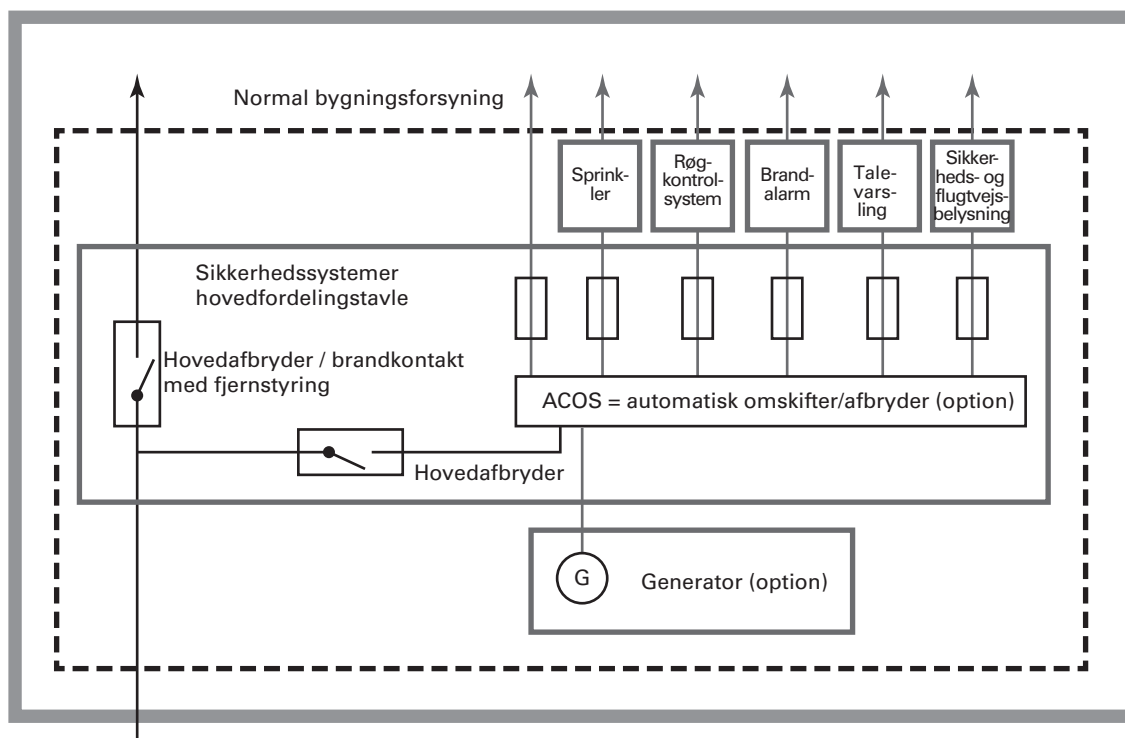 Normal bygningsforsyning
Sprink-
ler
Røg-
kontrol-
system
Brand-
alarm
Tale-
vars-
ling
Sikker-
heds- og
flugtvejs-
belysning
Sikkerhedssystemer
hovedfordelingstavle
Hovedafbryder / brandkontakt
med fjernstyring
ACOS = automatisk omskifter/afbryder (option)
Hovedafbryder
G
Generator (option)